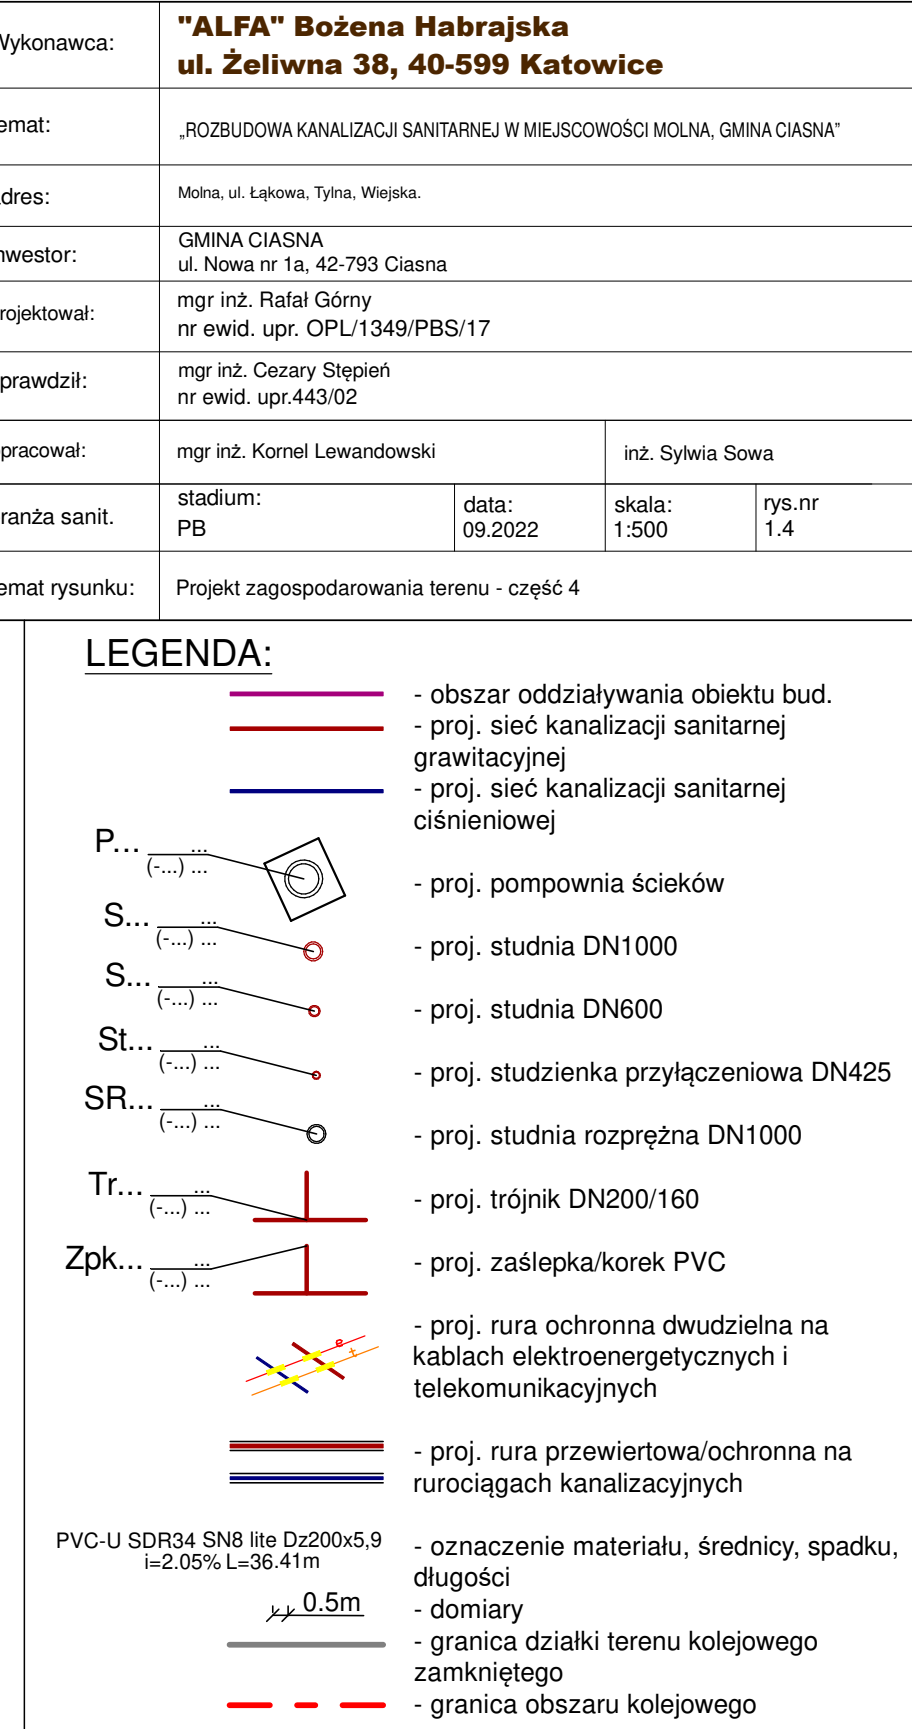 Wykonawca:
"ALFA" Bożena Habrajska
ul. Żeliwna 38, 40-599 Katowice
emat:
„ROZBUDOWA KANALIZACJI SANITARNEJ W MIEJSCOWOŚCI MOLNA, GMINA CIASNA”
dres:
Molna, ul. Łąkowa, Tylna, Wiejska.
nwestor:
GMINA CIASNA
ul. Nowa nr 1a, 42-793 Ciasna
rojektował:
mgr inż. Rafał Górny
nr ewid. upr. OPL/1349/PBS/17
prawdził:
mgr inż. Cezary Stępień
nr ewid. upr.443/02
pracował:
mgr inż. Kornel Lewandowski
inż. Sylwia Sowa
ranża sanit.
stadium:
PB
data:
09.2022
skala:
1:500
rys.nr
1.4
emat rysunku:
Projekt zagospodarowania terenu - część 4
LEGENDA:
- obszar oddziaływania obiektu bud.
- proj. sieć kanalizacji sanitarnej
grawitacyjnej
- proj. sieć kanalizacji sanitarnej
ciśnieniowej
P... ...
(-...) ...
- proj. pompownia ścieków
S... ...
(-...) ...
- proj. studnia DN1000
S... ...
(-...) ...
- proj. studnia DN600
St... ...
(-...) ...
- proj. studzienka przyłączeniowa DN425
SR... ...
(-...) ...
- proj. studnia rozprężna DN1000
Tr... ...
(-...) ...
- proj. trójnik DN200/160
Zpk... ...
(-...) ...
- proj. zaślepka/korek PVC
e
t
- proj. rura ochronna dwudzielna na
kablach elektroenergetycznych i
telekomunikacyjnych
- proj. rura przewiertowa/ochronna na
rurociągach kanalizacyjnych
PVC-U SDR34 SN8 lite Dz200x5,9
i=2.05% L=36.41m
- oznaczenie materiału, średnicy, spadku,
długości
0.5m
- domiary
- granica działki terenu kolejowego
zamkniętego
- granica obszaru kolejowego